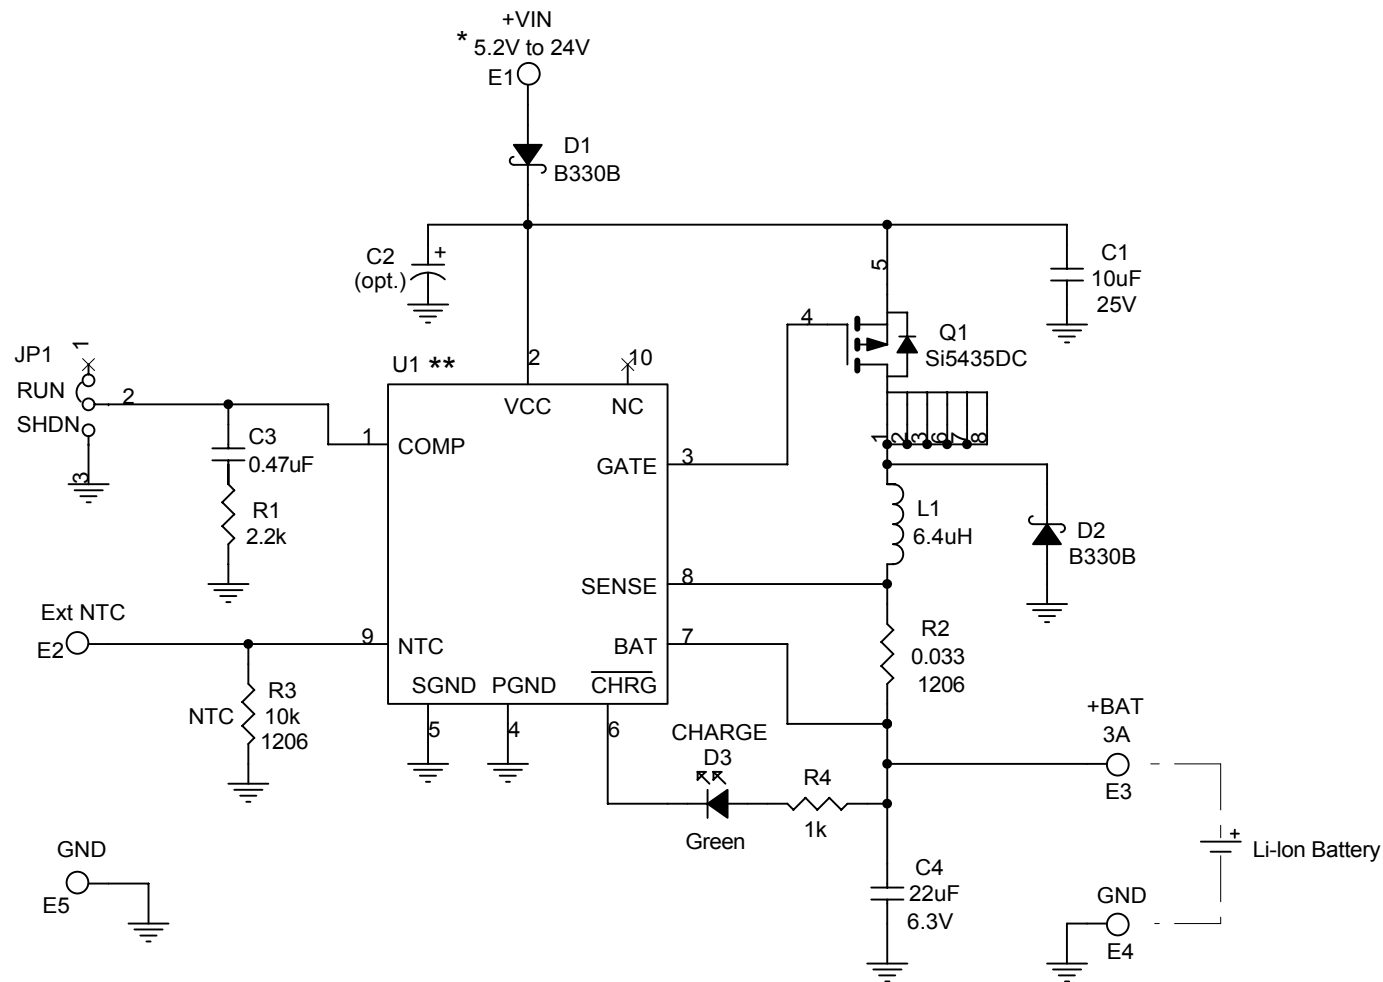 +VIN
* 5.2V to 24V
E1
D1
B330B
C2
+
(opt.)
5
C1
10uF
25V
4
Q1
Si5435DC
JP1
1
RUN
2
SHDN
3
C3
0.47uF
R1
2.2k
U1 **
2
10
VCC
NC
1
COMP
GATE
3
1
2
3
6
7
8
L1
6.4uH
D2
B330B
SENSE
8
Ext NTC
E2
9
NTC
BAT
7
R2
0.033
1206
SGND
PGND
CHRG
NTC
R3
10k
1206
5
4
6
CHARGE
D3
Green
R4
1k
+BAT
3A
E3
+
Li-Ion Battery
GND
E5
C4
22uF
6.3V
GND
E4